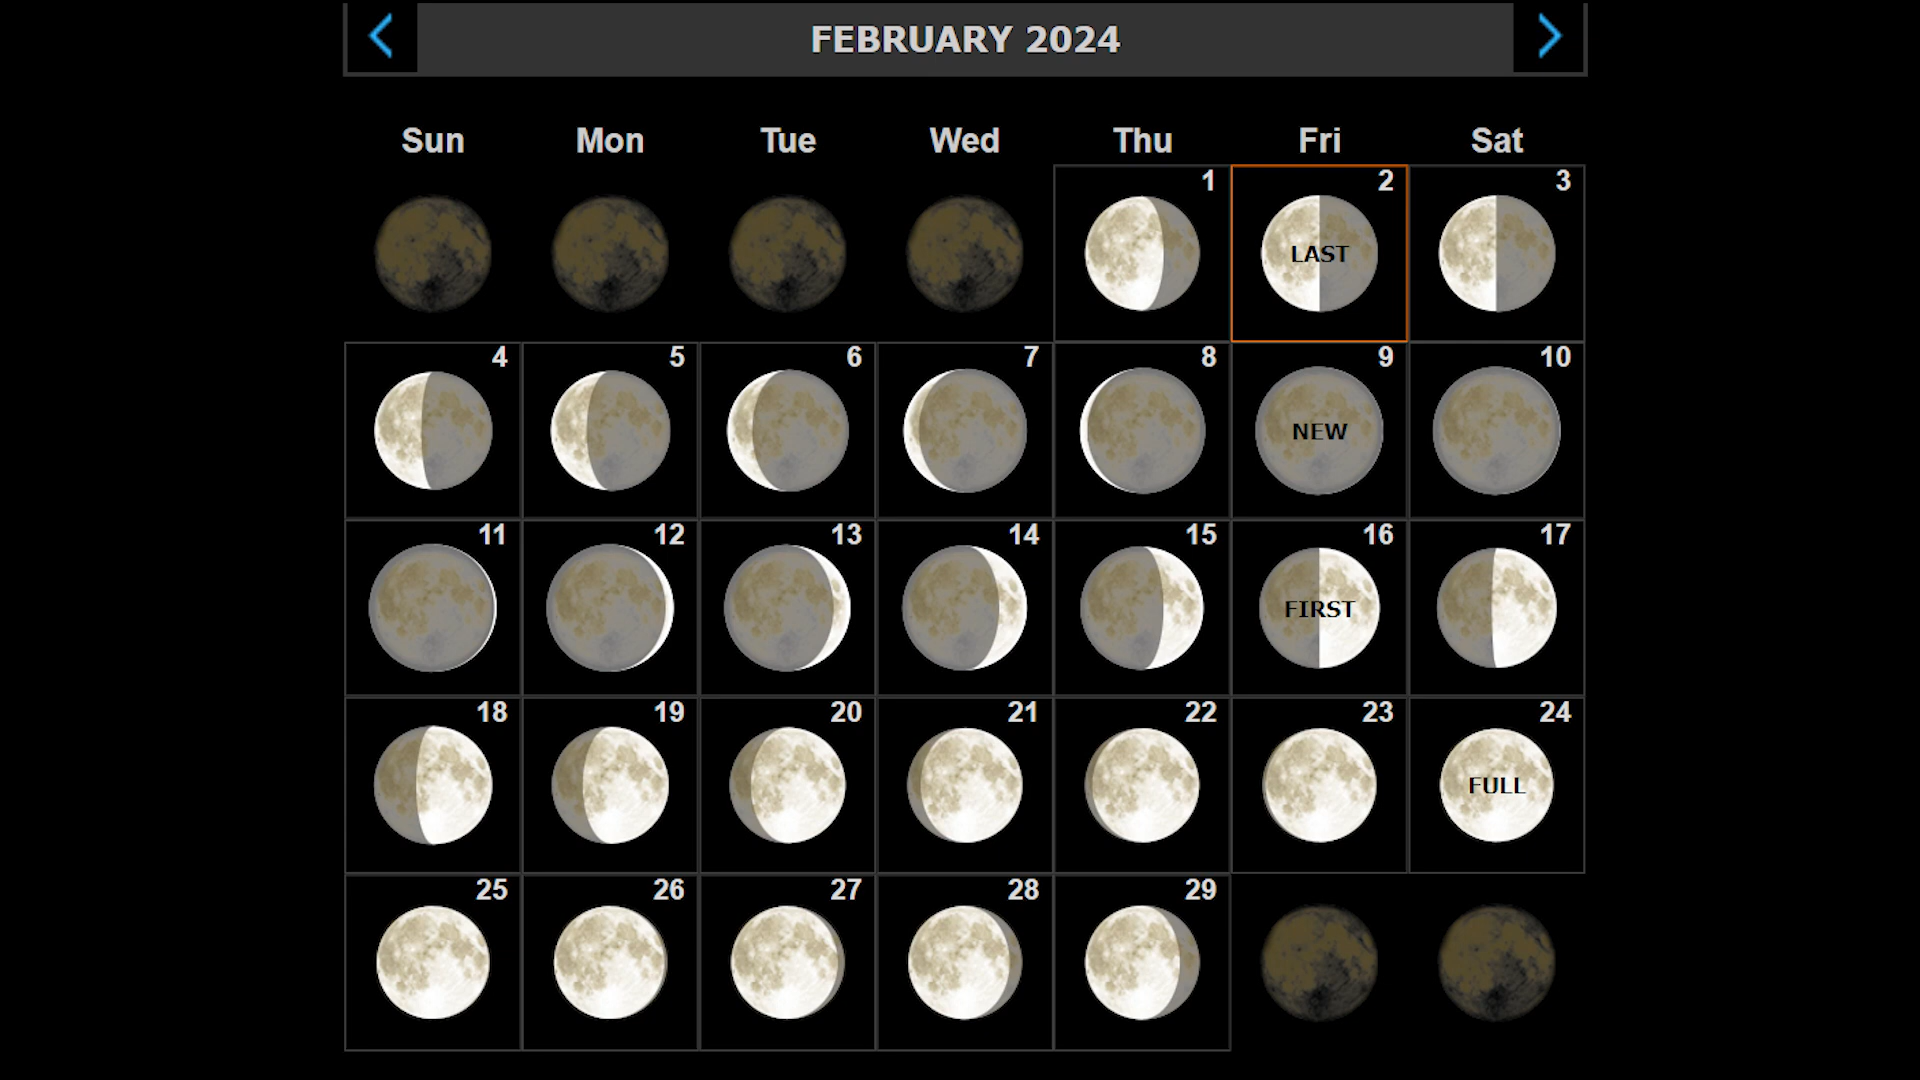 FEBRUARY 2024
Sun Mon Tue Wed Thu Fri Sat
1 2 3
LAST
4 5 6 7 8 9 10
NEW
11 12 13 14 15 16 17
FIRST
18 19 20 21 22 23 24
FULL
25 26 27 28 29